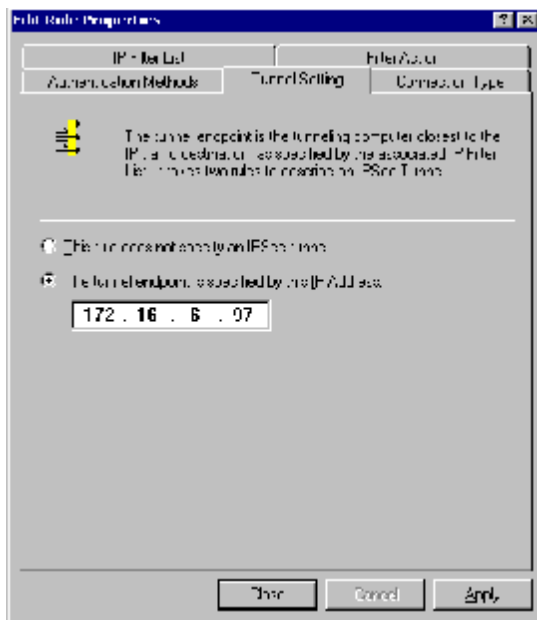 Edit Rule Properties
IP Filter List
Filter Action
Authentication Methods
Tunnel Setting
Connection Type
The tunnel endpoint is the tunneling computer closest to the
IP traffic destination, as specified by the associated IP Filter
List. It takes two rules to describe an IPSec Tunnel.
This rule does not specify an IPSec tunnel.
The tunnel endpoint is specified by this IP Address:
172 . 16 . 6 . 97
Close
Cancel
Apply